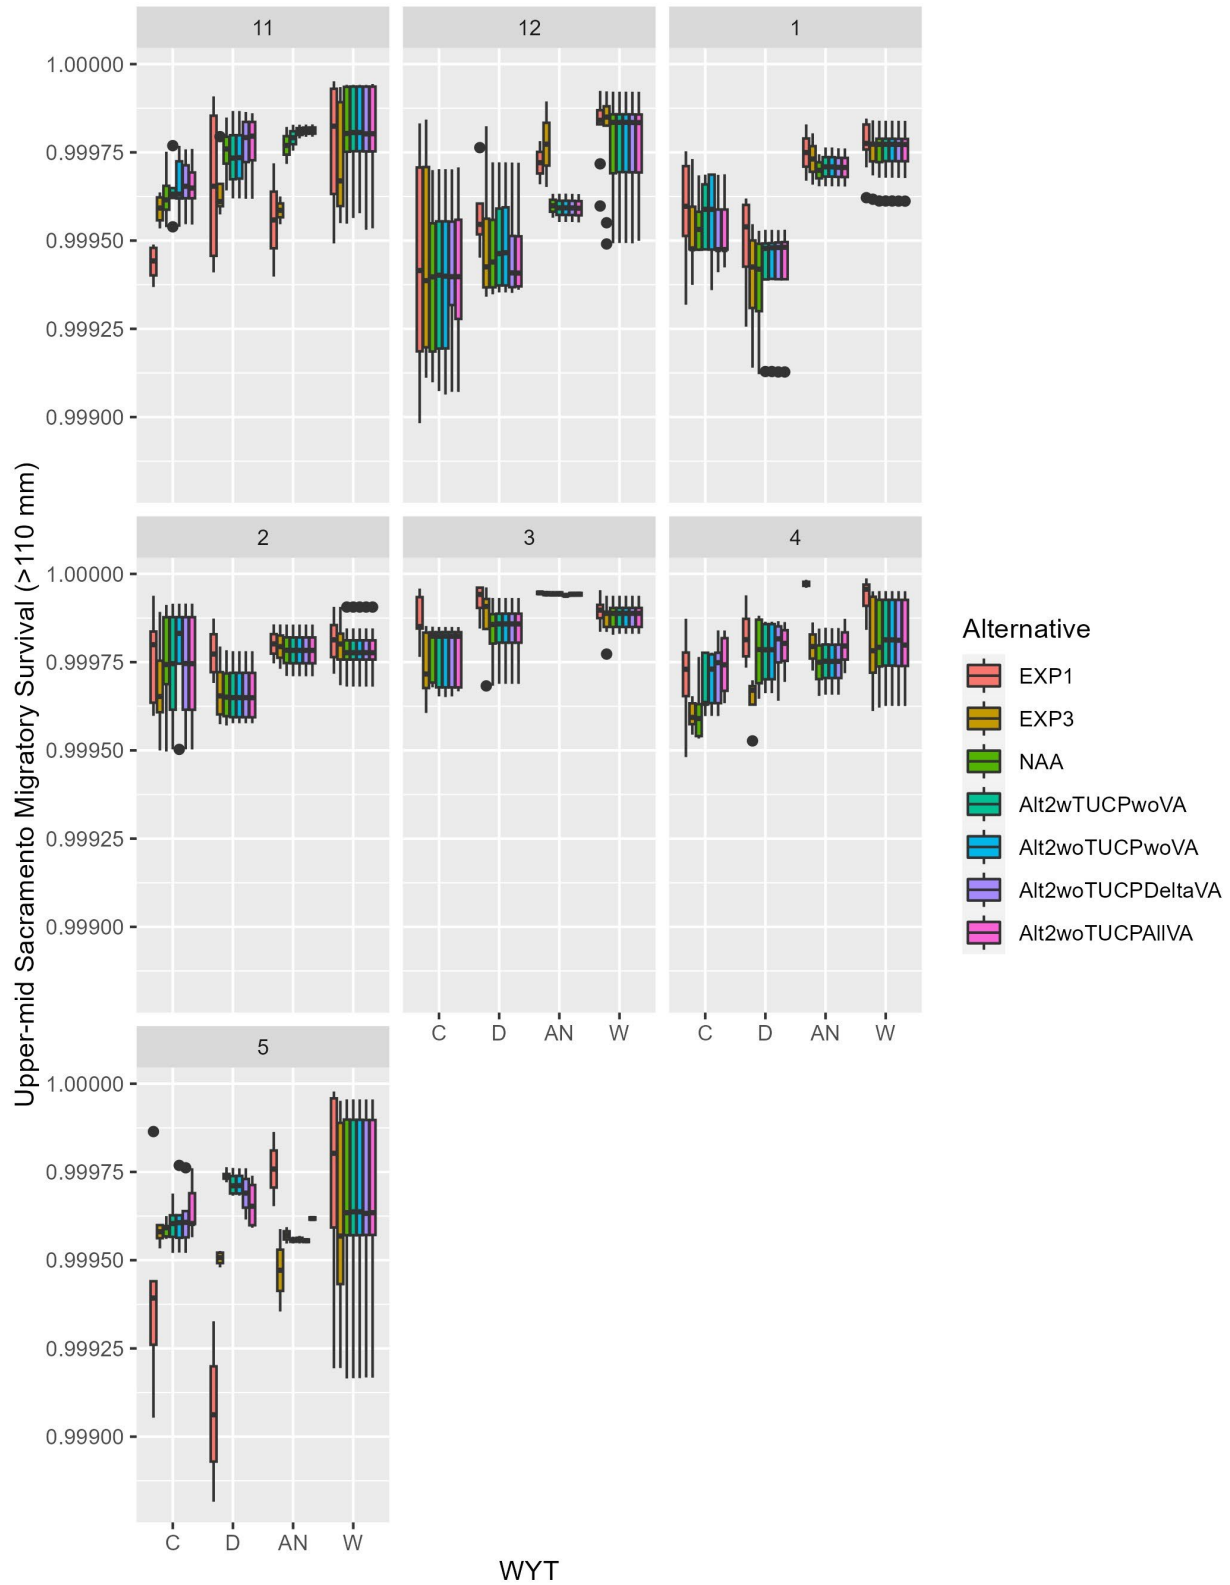 11
12
1
1.00000
0.99975
0.99950
0.99925
0.99900
2
3
4
1.00000
0.99975
0.99950
0.99925
0.99900
C D AN W
C D AN W
5
1.00000
0.99975
0.99950
0.99925
0.99900
C D AN W
WYT
Upper-mid Sacramento Migratory Survival (>110 mm)
Alternative
EXP1
EXP3
NAA
Alt2wTUCPwoVA
Alt2woTUCPwoVA
Alt2woTUCPDeltaVA
Alt2woTUCPAllVA